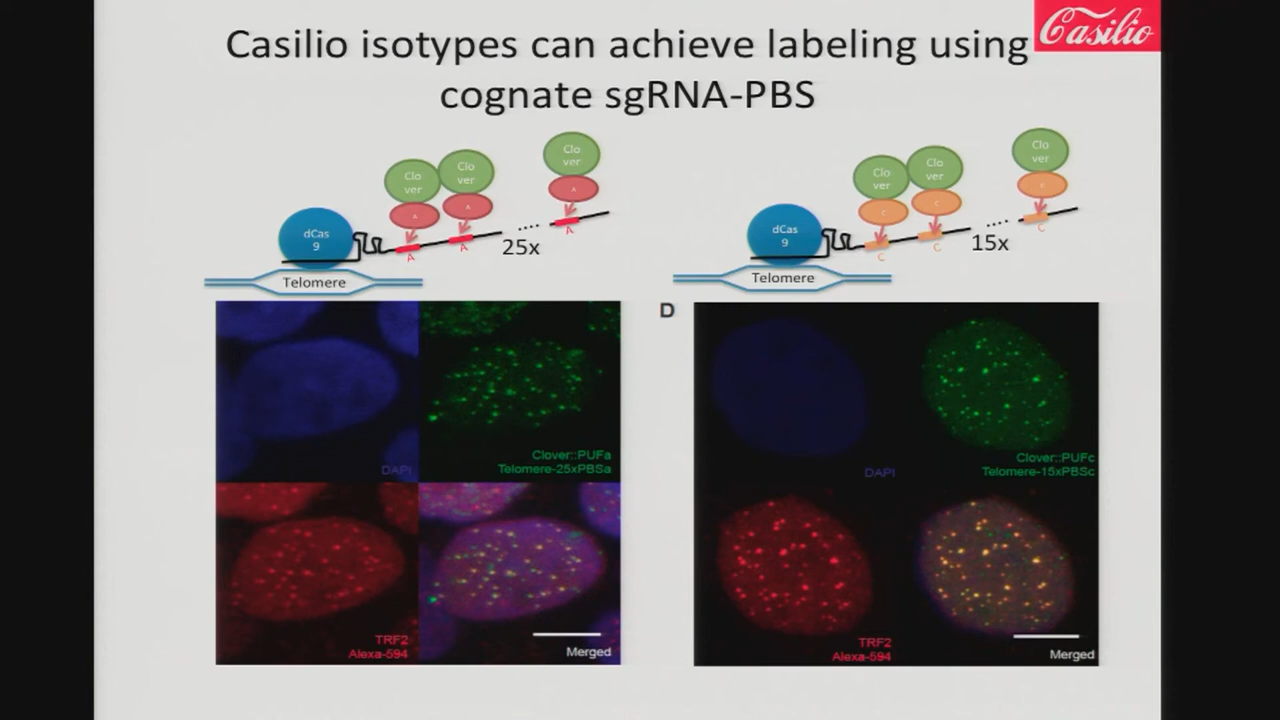 Casilio
Casilio isotypes can achieve labeling using
cognate sgRNA-PBS
Clo
ver
Clo
ver
Clo
ver
A
A
A
dCas
9
A
A
A
25x
Telomere
Clo
ver
Clo
ver
Clo
ver
C
C
C
dCas
9
C
C
C
15x
Telomere
DAPI
Clover::PUFa
Telomere-25xPBSa
TRF2
Alexa-594
Merged
D
DAPI
Clover::PUFc
Telomere-15xPBSc
TRF2
Alexa-594
Merged